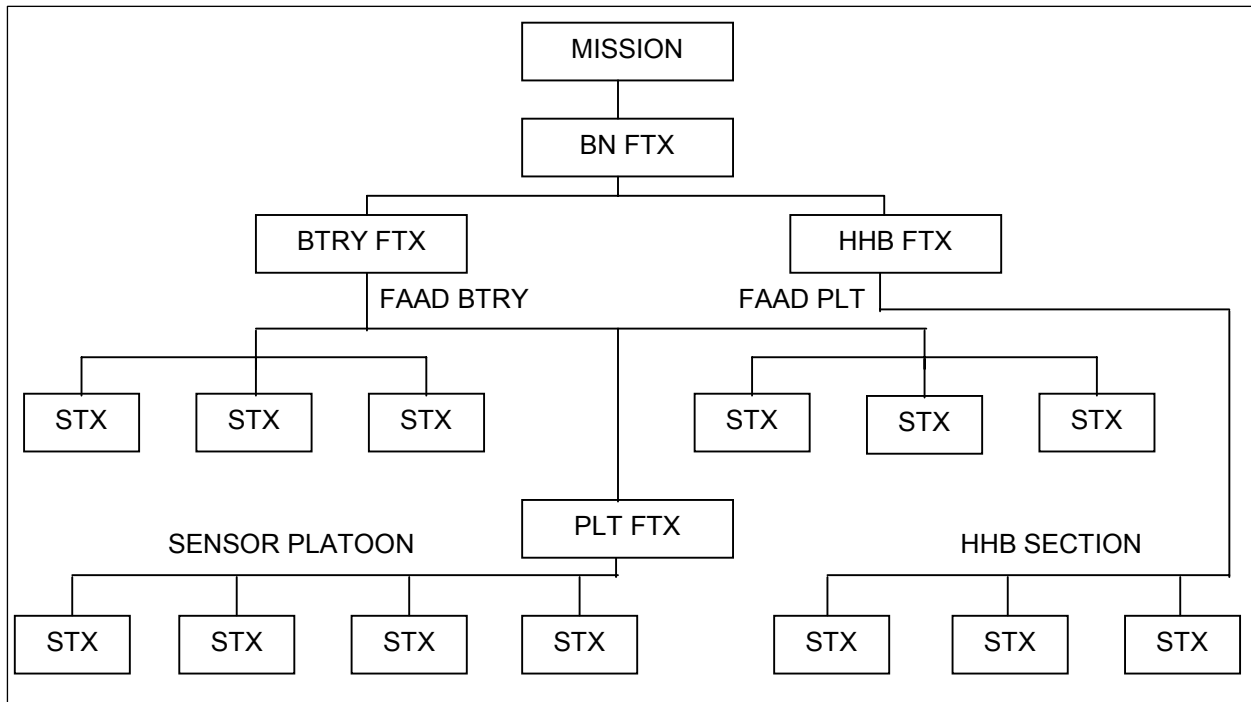 MISSION
BN FTX
BTRY FTX
HHB FTX
FAAD BTRY
FAAD PLT
STX
STX
STX
STX
STX
STX
PLT FTX
SENSOR PLATOON
HHB SECTION
STX
STX
STX
STX
STX
STX
STX